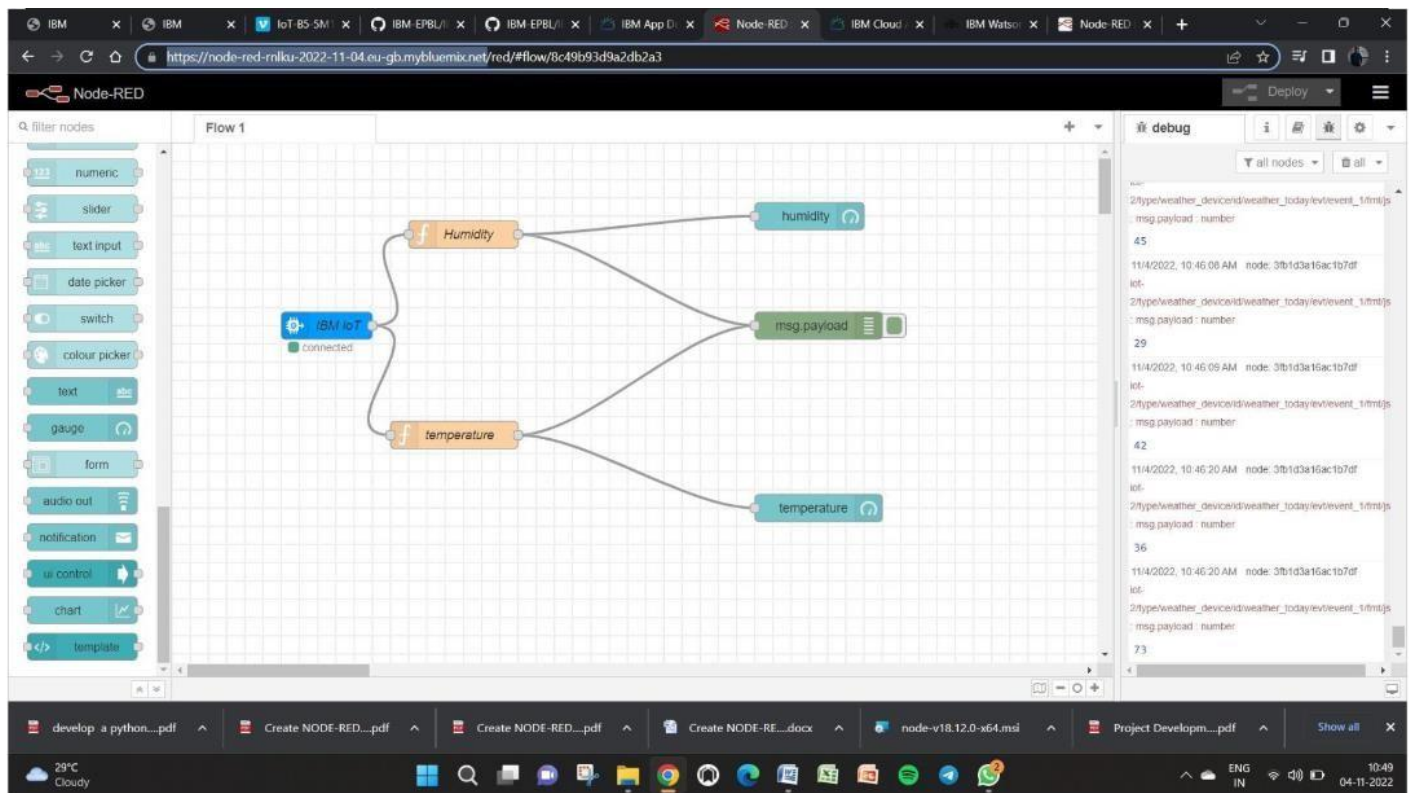 IBM
IBM
IoT-B5-5M1
IBM-EPBL/I
IBM-EPBL/I
IBM App D
Node-RED
IBM Cloud
IBM Watson
Node-RED
https://node-red-rnlku-2022-11-04.eu-gb.mybluemix.net/red/#flow/8c49b93d9a2db2a3
Node-RED
Deploy
filter nodes
Flow 1
debug
all nodes
all
numeric
slider
text input
date picker
switch
colour picker
text
gauge
form
audio out
notification
ui control
chart
template
Humidity
humidity
IBM IoT
connected
msg.payload
temperature
temperature
2/type/weather_device/id/weather_today/evt/event_1/fmt/js
: msg.payload : number
45
11/4/2022, 10:46:08 AM node: 3fb1d3a16ac1b7df
iot-
2/type/weather_device/id/weather_today/evt/event_1/fmt/js
: msg.payload : number
29
11/4/2022, 10:46:09 AM node: 3fb1d3a16ac1b7df
iot-
2/type/weather_device/id/weather_today/evt/event_1/fmt/js
: msg.payload : number
42
11/4/2022, 10:46:20 AM node: 3fb1d3a16ac1b7df
iot-
2/type/weather_device/id/weather_today/evt/event_1/fmt/js
: msg.payload : number
36
11/4/2022, 10:46:20 AM node: 3fb1d3a16ac1b7df
iot-
2/type/weather_device/id/weather_today/evt/event_1/fmt/js
: msg.payload : number
73
develop a python....pdf
Create NODE-RED....pdf
Create NODE-RED....pdf
Create NODE-RE....docx
node-v18.12.0-x64.msi
Project Developm....pdf
Show all
29°C
Cloudy
2
ENG
IN
10:49
04-11-2022